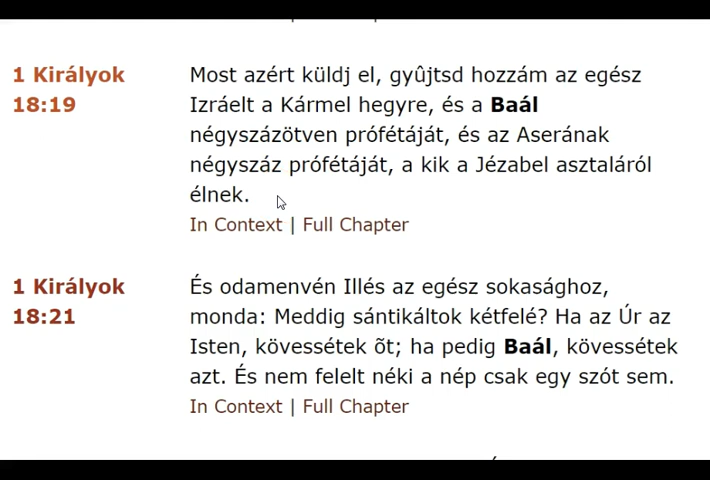 1 Királyok
18:19
Most azért küldj el, gyûjtsd hozzám az egész
Izráelt a Kármel hegyre, és a Baál
négyszázötven prófétáját, és az Aserának
négyszáz prófétáját, a kik a Jézabel asztaláról
élnek.
In Context | Full Chapter
1 Királyok
18:21
És odamenvén Illés az egész sokasághoz,
monda: Meddig sántikáltok kétfelé? Ha az Úr az
Isten, kövessétek õt; ha pedig Baál, kövessétek
azt. És nem felelt néki a nép csak egy szót sem.
In Context | Full Chapter